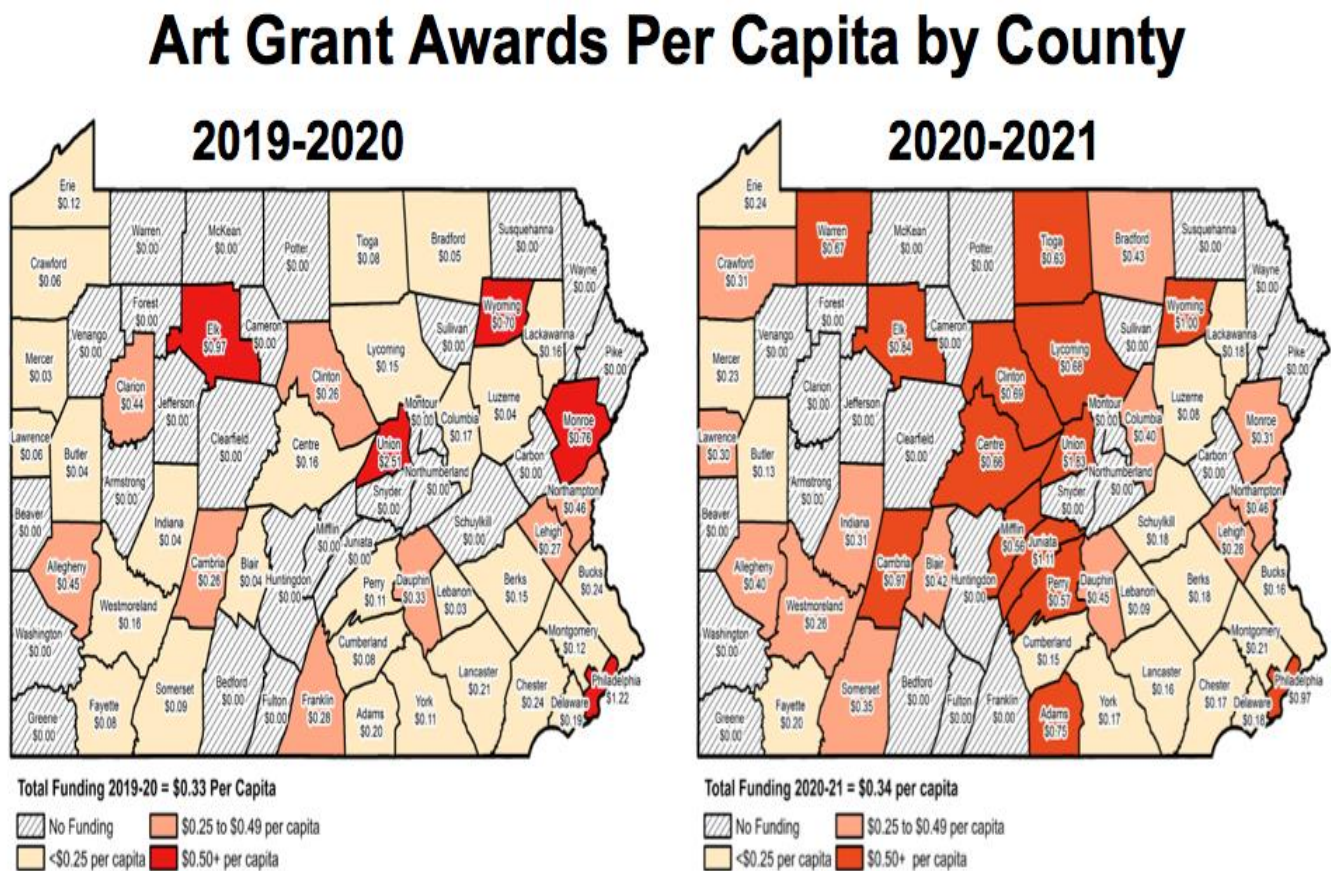 Art Grant Awards Per Capita by County
2019-2020
Erie
$0.12
Warren
$0.00
McKean
$0.00
Potter
$0.00
Tioga
$0.08
Bradford
$0.05
Susquehanna
$0.00
Wayne
$0.00
Crawford
$0.06
Forest
$0.00
Venango
$0.00
Elk
$0.97
Cameron
$0.00
Wyoming
$0.70
Sullivan
$0.00
Lackawanna
$0.16
Pike
$0.00
Mercer
$0.03
Clarion
$0.44
Jefferson
$0.00
Clinton
$0.26
Lycoming
$0.15
Luzerne
$0.04
Monroe
$0.76
Lawrence
$0.06
Butler
$0.04
Clearfield
$0.00
Centre
$0.16
Union
$2.51
Montour
$0.00
Columbia
$0.17
Carbon
$0.00
Armstrong
$0.00
Northumberland
$0.00
Snyder
$0.00
Northampton
$0.46
Beaver
$0.00
Indiana
$0.04
Mifflin
$0.00
Juniata
$0.00
Schuylkill
$0.00
Lehigh
$0.27
Allegheny
$0.45
Cambria
$0.26
Blair
$0.04
Huntingdon
$0.00
Perry
$0.11
Dauphin
$0.33
Lebanon
$0.03
Berks
$0.15
Bucks
$0.24
Westmoreland
$0.16
Washington
$0.00
Cumberland
$0.08
Montgomery
$0.12
Lancaster
$0.21
Philadelphia
$1.22
Greene
$0.00
Fayette
$0.08
Somerset
$0.09
Bedford
$0.00
Fulton
$0.00
Franklin
$0.28
Adams
$0.20
York
$0.11
Chester
$0.24
Delaware
$0.19
Total Funding 2019-20 = $0.33 Per Capita
No Funding
$0.25 to $0.49 per capita
<$0.25 per capita
$0.50+ per capita
2020-2021
Erie
$0.24
Warren
$0.67
McKean
$0.00
Potter
$0.00
Tioga
$0.63
Bradford
$0.43
Susquehanna
$0.00
Wayne
$0.00
Crawford
$0.31
Forest
$0.00
Venango
$0.00
Elk
$0.84
Cameron
$0.00
Wyoming
$1.00
Sullivan
$0.00
Lackawanna
$0.18
Pike
$0.00
Mercer
$0.23
Clarion
$0.00
Jefferson
$0.00
Clinton
$0.69
Lycoming
$0.68
Luzerne
$0.08
Monroe
$0.31
Lawrence
$0.30
Butler
$0.13
Clearfield
$0.00
Centre
$0.66
Union
$1.63
Montour
$0.00
Columbia
$0.40
Carbon
$0.00
Armstrong
$0.00
Northumberland
$0.00
Snyder
$0.00
Northampton
$0.46
Beaver
$0.00
Indiana
$0.31
Mifflin
$0.56
Juniata
$1.11
Schuylkill
$0.18
Lehigh
$0.28
Allegheny
$0.40
Cambria
$0.97
Blair
$0.42
Huntingdon
$0.00
Perry
$0.57
Dauphin
$0.45
Lebanon
$0.09
Berks
$0.18
Bucks
$0.16
Westmoreland
$0.26
Washington
$0.00
Cumberland
$0.15
Montgomery
$0.21
Lancaster
$0.16
Philadelphia
$0.97
Greene
$0.00
Fayette
$0.20
Somerset
$0.35
Bedford
$0.00
Fulton
$0.00
Franklin
$0.00
Adams
$0.75
York
$0.17
Chester
$0.17
Delaware
$0.18
Total Funding 2020-21 = $0.34 per capita
No Funding
$0.25 to $0.49 per capita
<$0.25 per capita
$0.50+ per capita